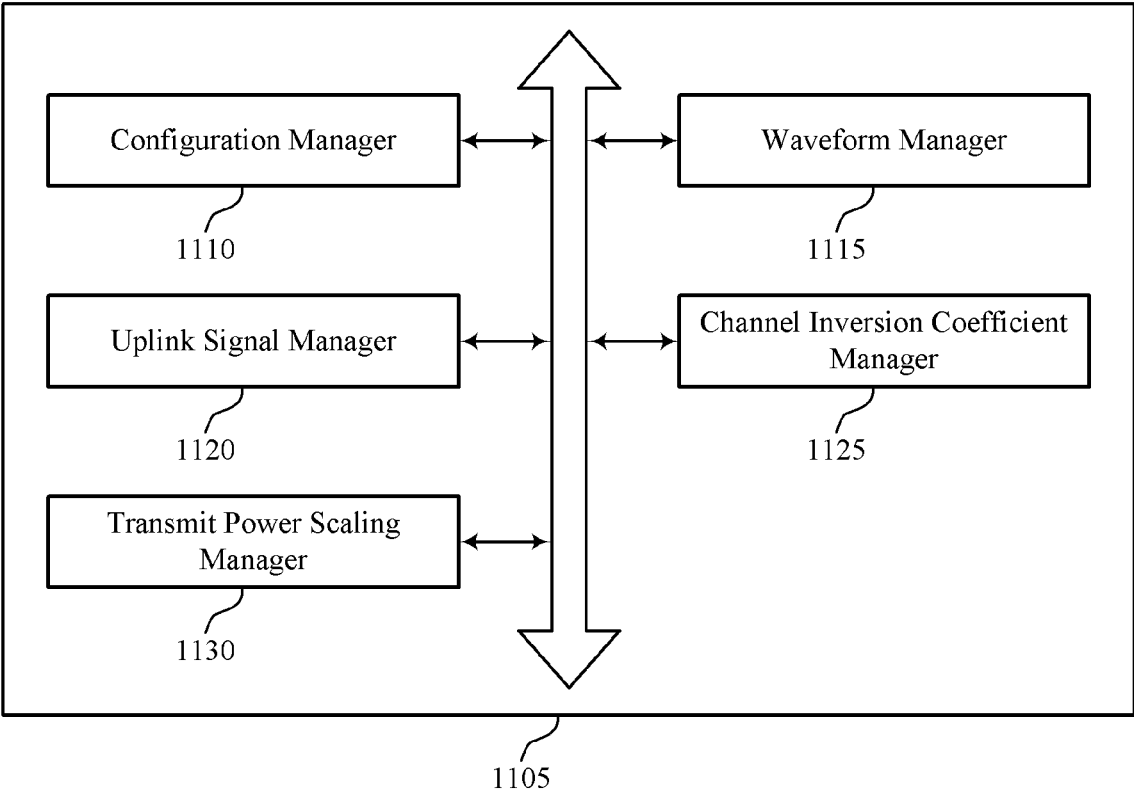 Configuration Manager
1110
Waveform Manager
1115
Uplink Signal Manager
1120
Channel Inversion Coefficient
Manager
1125
Transmit Power Scaling
Manager
1130
1105